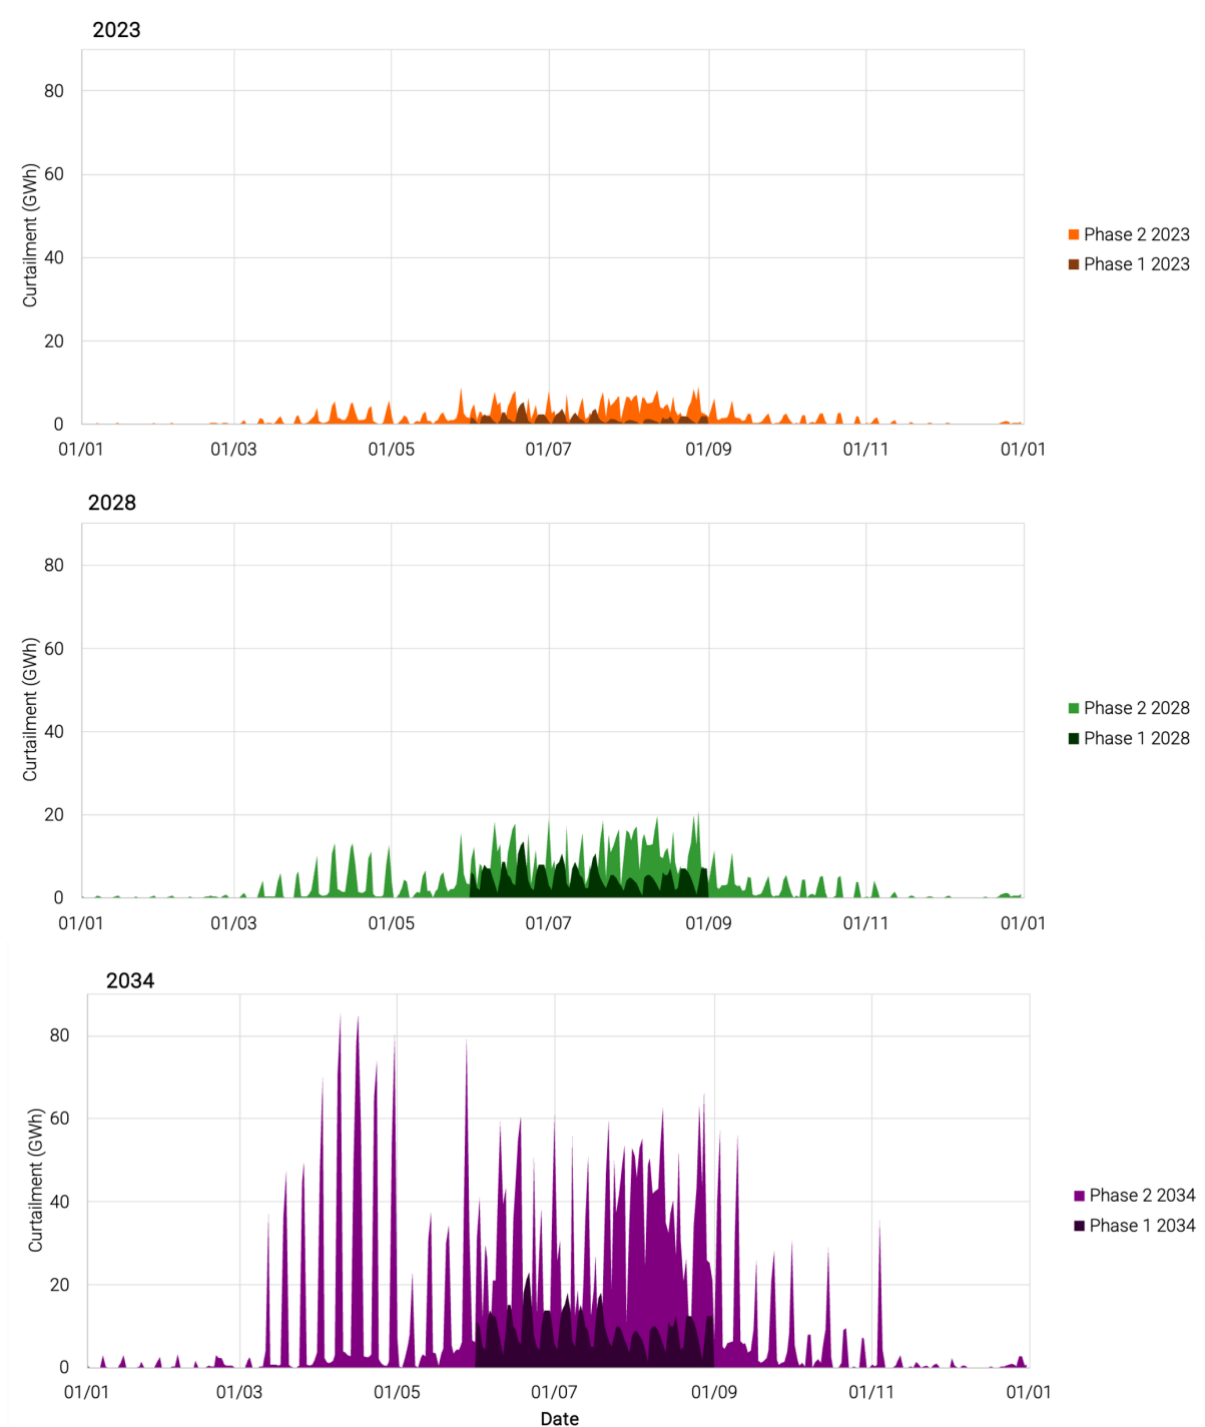 2023
80
60
40
20
0
Curtailment (GWh)
01/01 01/03 01/05 01/07 01/09 01/11 01/01
Phase 2 2023
Phase 1 2023
2028
80
60
40
20
0
Curtailment (GWh)
01/01 01/03 01/05 01/07 01/09 01/11 01/01
Phase 2 2028
Phase 1 2028
2034
80
60
40
20
0
Curtailment (GWh)
01/01 01/03 01/05 01/07 01/09 01/11 01/01
Date
Phase 2 2034
Phase 1 2034